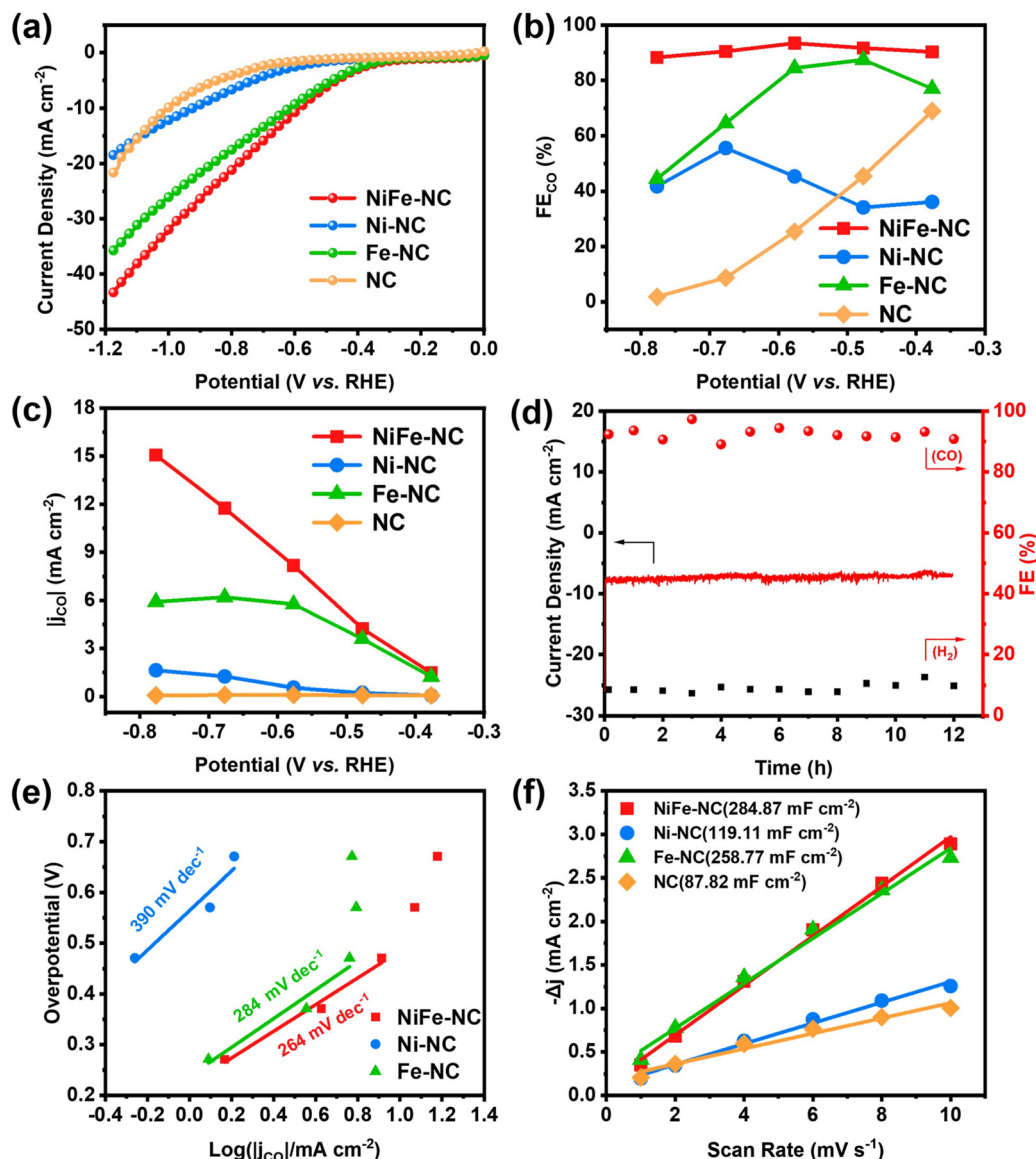 (a)
0
-10
-20
-30
-40
-50
-1.2
-1.0
-0.8
-0.6
-0.4
-0.2
0.0
Current Density (mA cm⁻²)
Potential (V vs. RHE)
NiFe-NC
Ni-NC
Fe-NC
NC
(b)
100
80
60
40
20
0
-0.8
-0.7
-0.6
-0.5
-0.4
-0.3
FE_CO (%)
Potential (V vs. RHE)
NiFe-NC
Ni-NC
Fe-NC
NC
(c)
18
15
12
9
6
3
0
-0.8
-0.7
-0.6
-0.5
-0.4
-0.3
|j_CO| (mA cm⁻²)
Potential (V vs. RHE)
NiFe-NC
Ni-NC
Fe-NC
NC
(d)
20
10
0
-10
-20
-30
0
2
4
6
8
10
12
100
80
60
40
20
0
Current Density (mA cm⁻²)
Time (h)
FE (%)
(CO)
(H₂)
(e)
0.8
0.7
0.6
0.5
0.4
0.3
0.2
-0.4
0.0
0.2
0.4
0.6
0.8
1.0
1.2
1.4
Overpotential (V)
Log(|j_CO|/mA cm⁻²)
390 mV dec⁻¹
284 mV dec⁻¹
264 mV dec⁻¹
NiFe-NC
Ni-NC
Fe-NC
(f)
3.5
3.0
2.5
2.0
1.5
1.0
0.5
0.0
0
2
4
6
8
10
-Δj (mA cm⁻²)
Scan Rate (mV s⁻¹)
NiFe-NC(284.87 mF cm⁻²)
Ni-NC(119.11 mF cm⁻²)
Fe-NC(258.77 mF cm⁻²)
NC(87.82 mF cm⁻²)